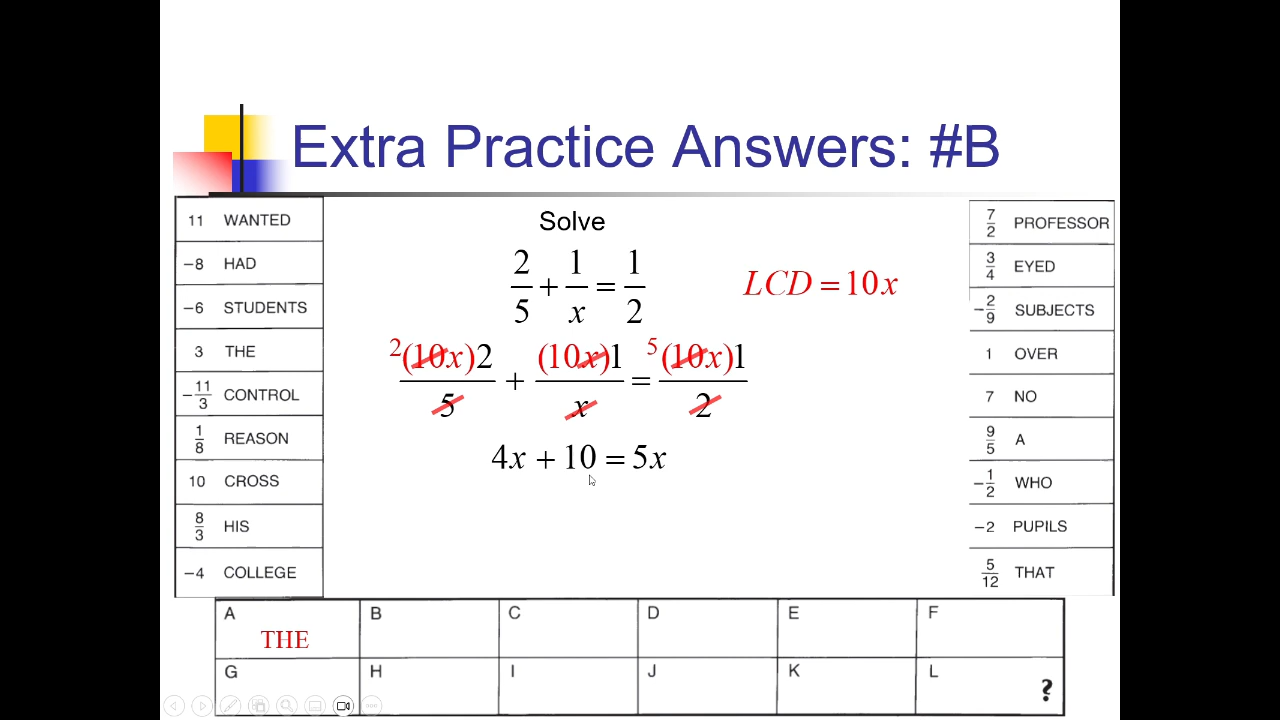 Extra Practice Answers: #B
11 WANTED
-8 HAD
-6 STUDENTS
3 THE
-11/3 CONTROL
1/8 REASON
10 CROSS
8/3 HIS
-4 COLLEGE
Solve
2/5 + 1/x = 1/2
LCD = 10x
2(10x)2/5 + (10x)1/x = 5(10x)1/2
4x + 10 = 5x
7/2 PROFESSOR
3/4 EYED
-2/9 SUBJECTS
1 OVER
7 NO
9/5 A
-1/2 WHO
-2 PUPILS
5/12 THAT
A B C D E F
THE
G H I J K L
?